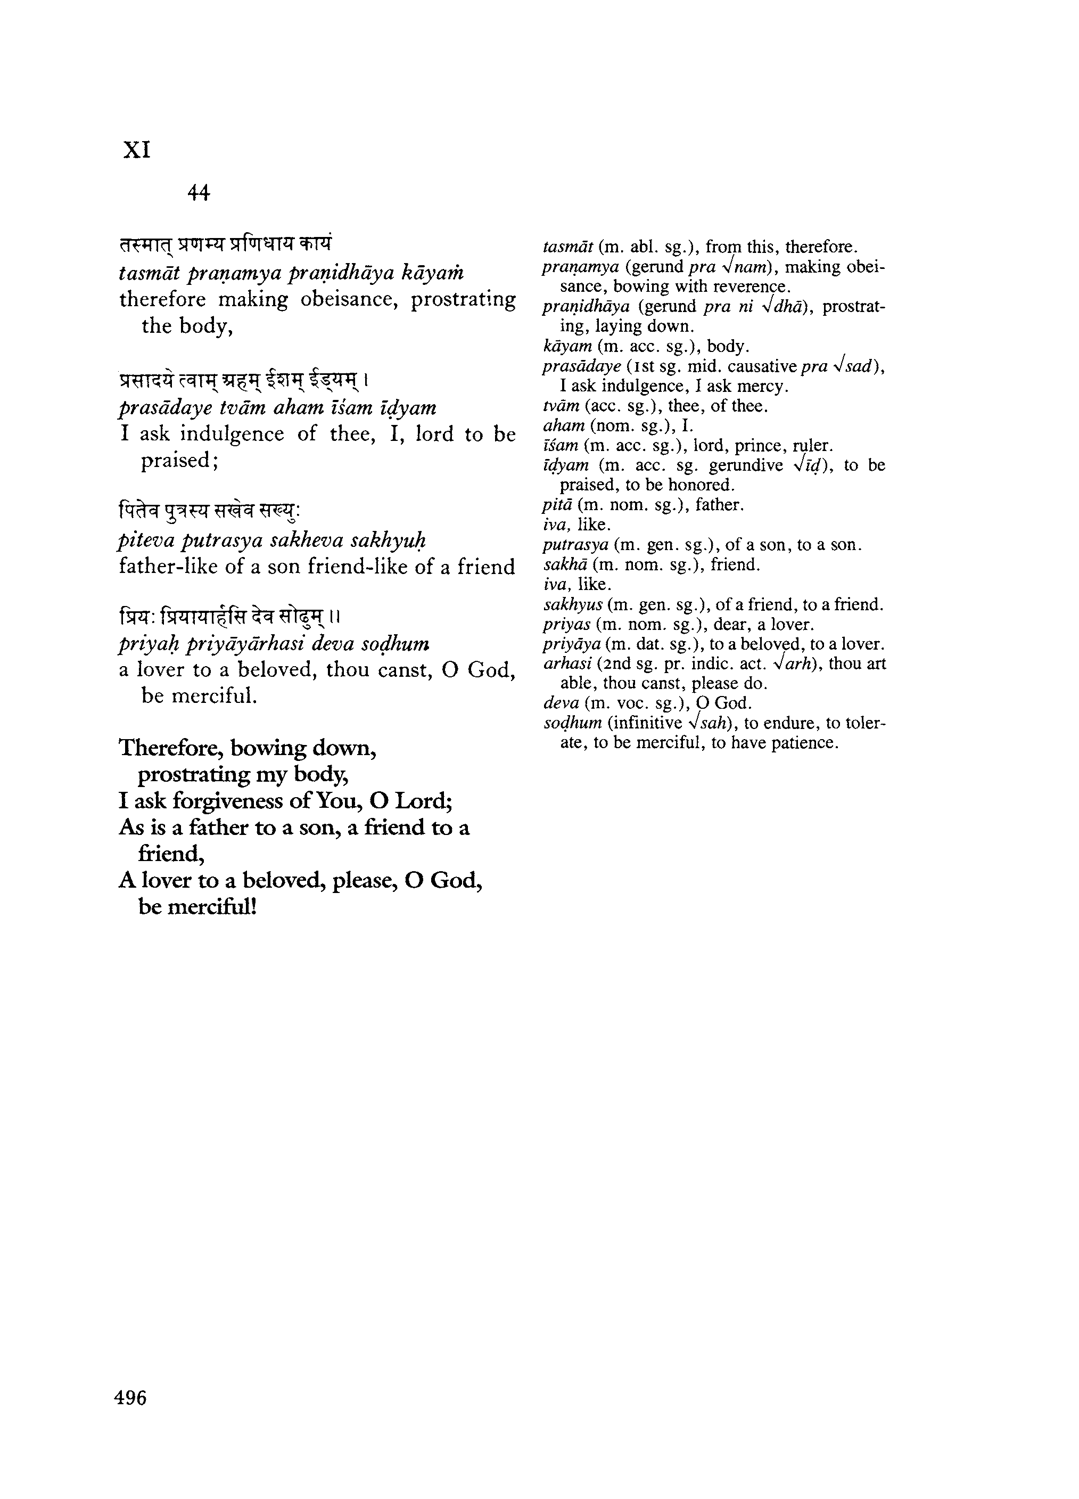 XI
44
तस्मात् प्रणम्य प्रणिधाय कायं
tasmāt praṇamya praṇidhāya kāyaṁ
therefore making obeisance, prostrating
the body,
प्रसादये त्वाम् अहम् ईशम् ईड्यम् ।
prasādaye tvām aham īśam īḍyam
I ask indulgence of thee, I, lord to be
praised;
पितेव पुत्रस्य सखेव सख्युः
piteva putrasya sakheva sakhyuḥ
father-like of a son friend-like of a friend
प्रियः प्रियायार्हसि देव सोढुम् ।।
priyaḥ priyāyārhasi deva soḍhum
a lover to a beloved, thou canst, O God,
be merciful.
Therefore, bowing down,
prostrating my body,
I ask forgiveness of You, O Lord;
As is a father to a son, a friend to a
friend,
A lover to a beloved, please, O God,
be merciful!
tasmāt (m. abl. sg.), from this, therefore.
praṇamya (gerund pra √nam), making obei-
sance, bowing with reverence.
praṇidhāya (gerund pra ni √dhā), prostrat-
ing, laying down.
kāyam (m. acc. sg.), body.
prasādaye (1st sg. mid. causative pra √sad),
I ask indulgence, I ask mercy.
tvām (acc. sg.), thee, of thee.
aham (nom. sg.), I.
īśam (m. acc. sg.), lord, prince, ruler.
īḍyam (m. acc. sg. gerundive √īḍ), to be
praised, to be honored.
pitā (m. nom. sg.), father.
iva, like.
putrasya (m. gen. sg.), of a son, to a son.
sakhā (m. nom. sg.), friend.
iva, like.
sakhyus (m. gen. sg.), of a friend, to a friend.
priyas (m. nom. sg.), dear, a lover.
priyāya (m. dat. sg.), to a beloved, to a lover.
arhasi (2nd sg. pr. indic. act. √arh), thou art
able, thou canst, please do.
deva (m. voc. sg.), O God.
soḍhum (infinitive √sah), to endure, to toler-
ate, to be merciful, to have patience.
496